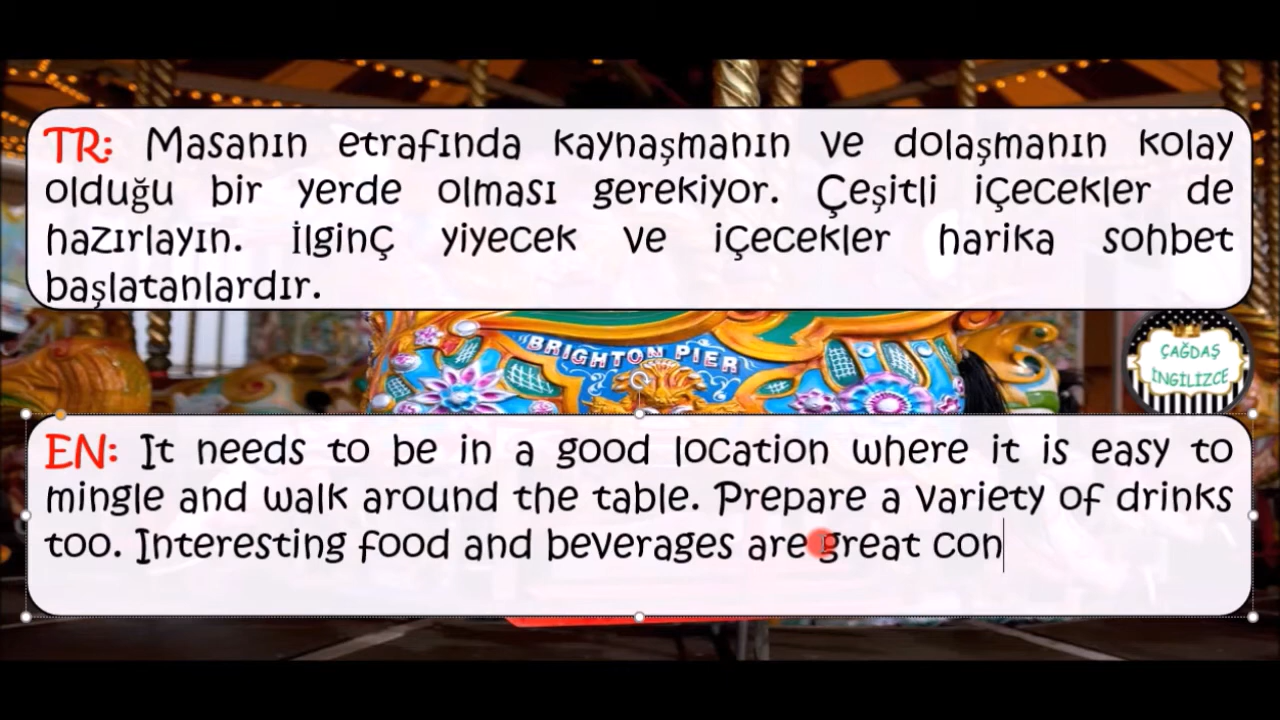 TR: Masanın etrafında kaynaşmanın ve dolaşmanın kolay
olduğu bir yerde olması gerekiyor. Çeşitli içecekler de
hazırlayın. İlginç yiyecek ve içecekler harika sohbet
başlatanlardır.
BRIGHTON PIER
ÇAĞDAŞ
İNGİLİZCE
EN: It needs to be in a good location where it is easy to
mingle and walk around the table. Prepare a variety of drinks
too. Interesting food and beverages are great con